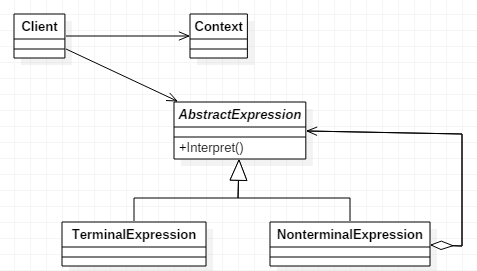 Client
Context
AbstractExpression
+Interpret()
TerminalExpression
NonterminalExpression